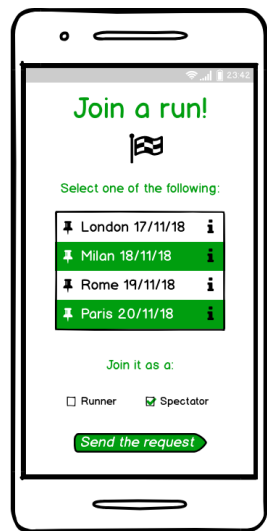 23:42
Join a run!
Select one of the following:
London 17/11/18
Milan 18/11/18
Rome 19/11/18
Paris 20/11/18
Join it as a:
Runner Spectator
Send the request